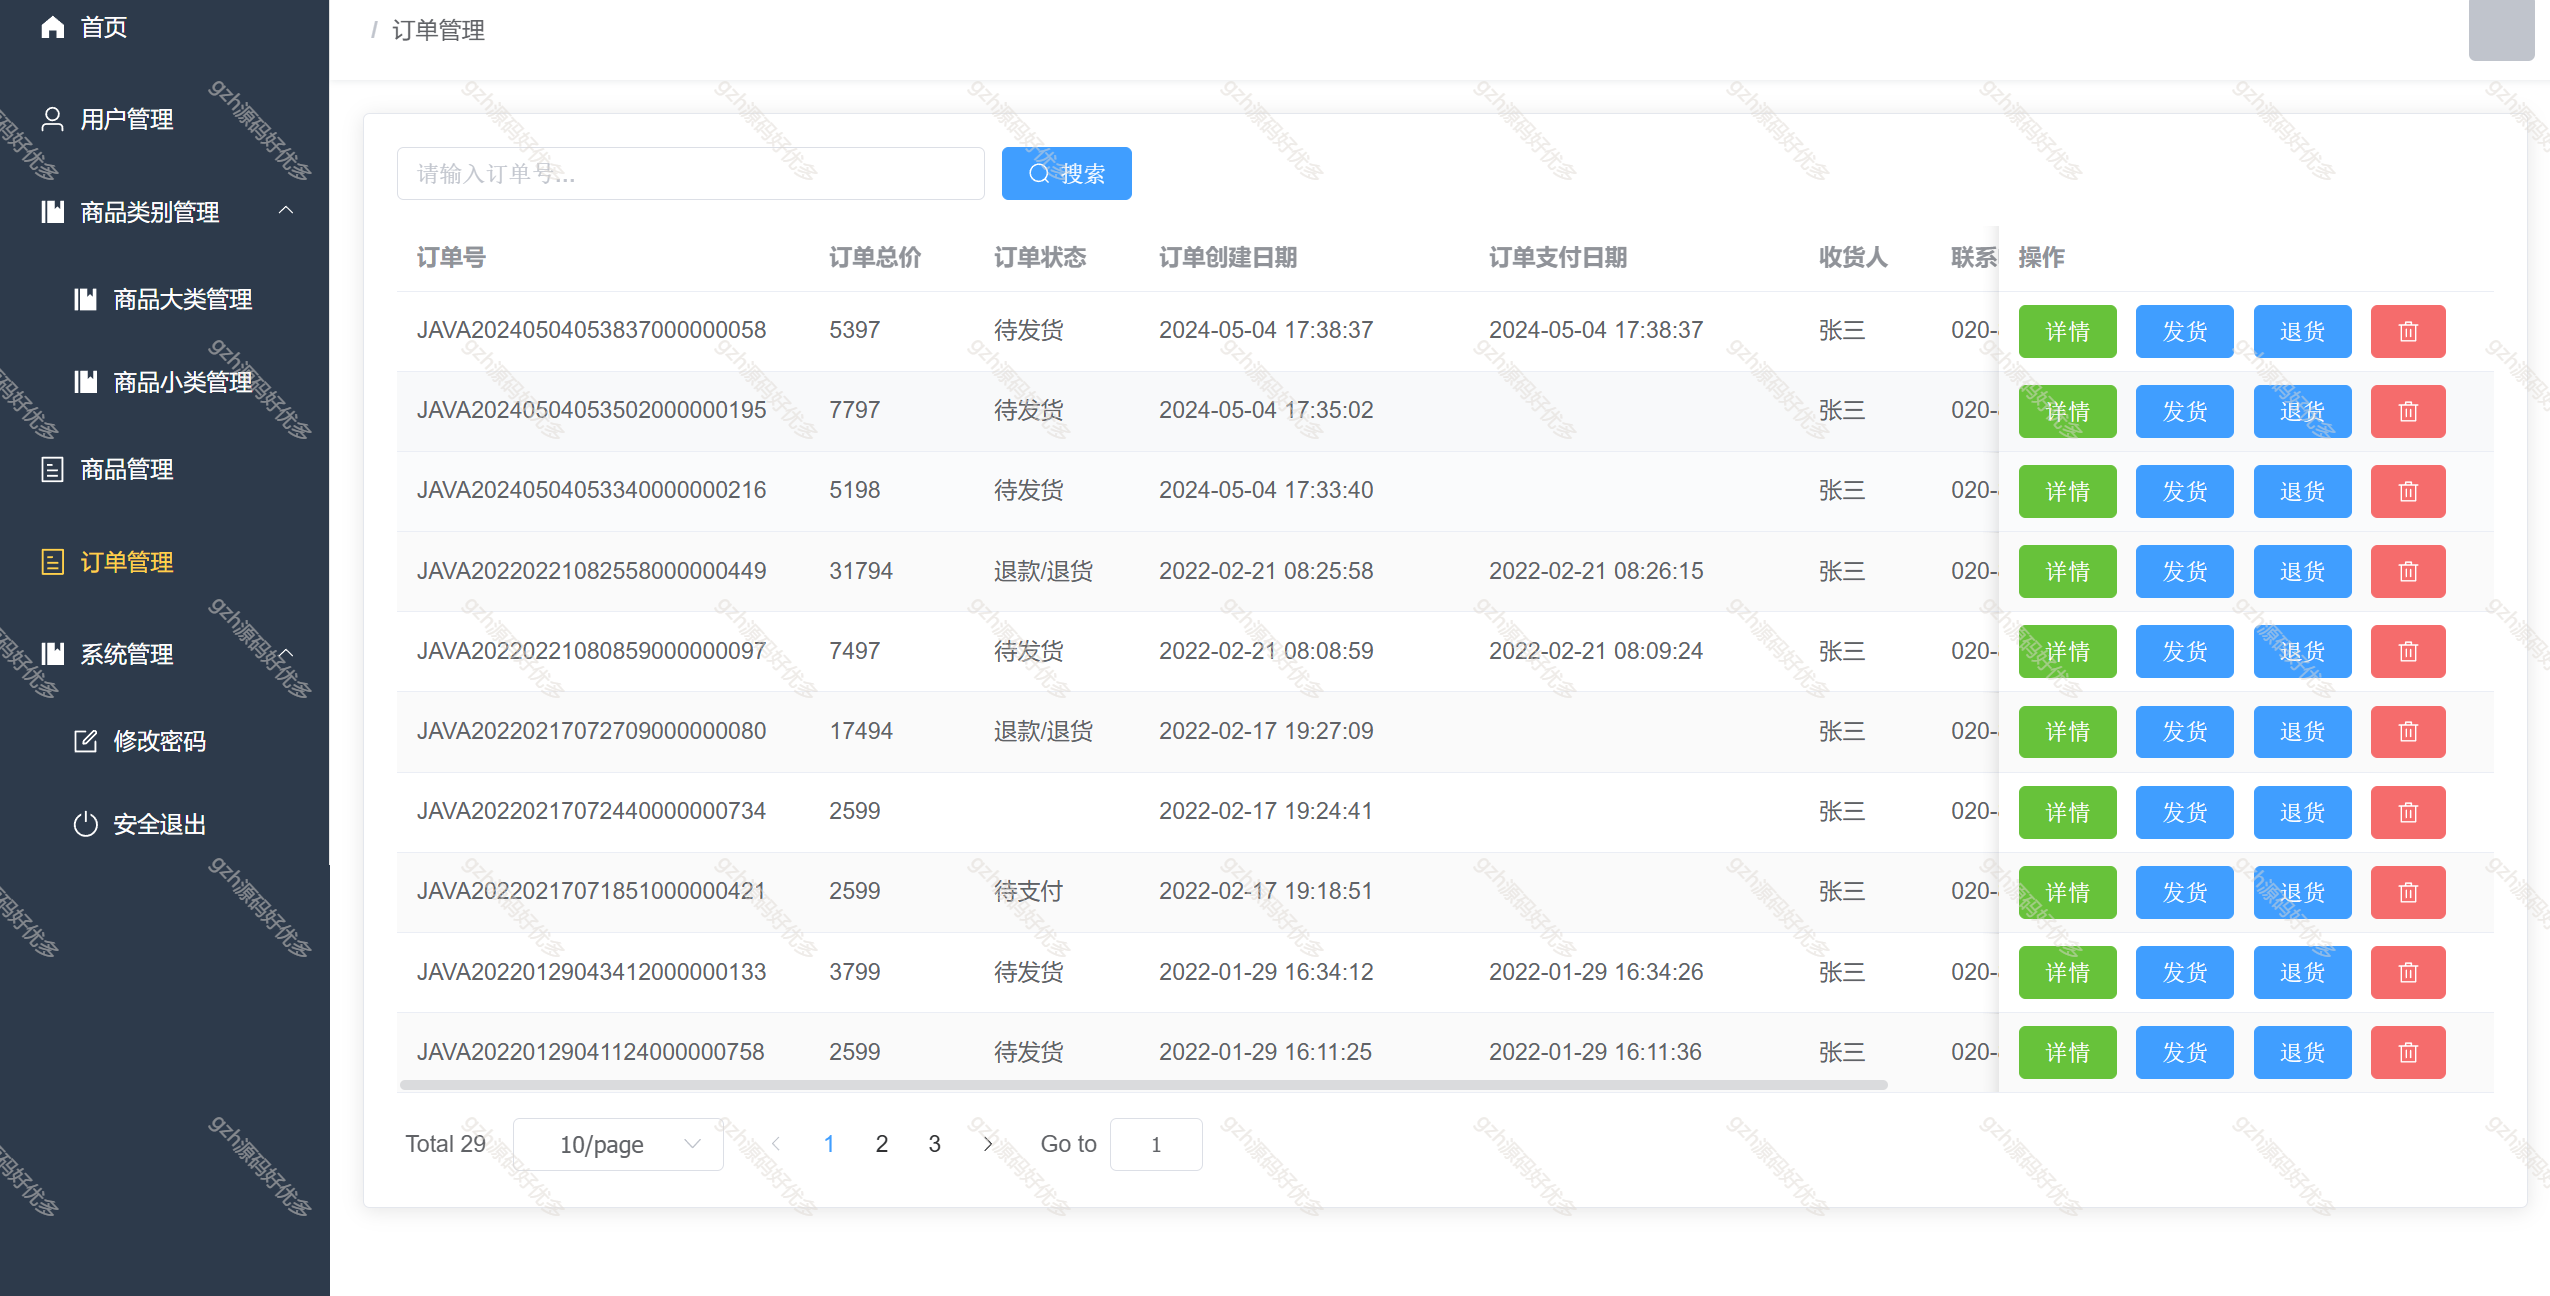 首页
用户管理
商品类别管理
商品大类管理
商品小类管理
商品管理
订单管理
系统管理
修改密码
安全退出
/ 订单管理
请输入订单号...
搜索
订单号 订单总价 订单状态 订单创建日期 订单支付日期 收货人 联系 操作
JAVA20240504053837000000058 5397 待发货 2024-05-04 17:38:37 2024-05-04 17:38:37 张三 020- 详情 发货 退货
JAVA20240504053502000000195 7797 待发货 2024-05-04 17:35:02 张三 020- 详情 发货 退货
JAVA20240504053340000000216 5198 待发货 2024-05-04 17:33:40 张三 020- 详情 发货 退货
JAVA20220221082558000000449 31794 退款/退货 2022-02-21 08:25:58 2022-02-21 08:26:15 张三 020- 详情 发货 退货
JAVA20220221080859000000097 7497 待发货 2022-02-21 08:08:59 2022-02-21 08:09:24 张三 020- 详情 发货 退货
JAVA20220217072709000000080 17494 退款/退货 2022-02-17 19:27:09 张三 020- 详情 发货 退货
JAVA20220217072440000000734 2599 2022-02-17 19:24:41 张三 020- 详情 发货 退货
JAVA20220217071851000000421 2599 待支付 2022-02-17 19:18:51 张三 020- 详情 发货 退货
JAVA20220129043412000000133 3799 待发货 2022-01-29 16:34:12 2022-01-29 16:34:26 张三 020- 详情 发货 退货
JAVA20220129041124000000758 2599 待发货 2022-01-29 16:11:25 2022-01-29 16:11:36 张三 020- 详情 发货 退货
Total 29 10/page 1 2 3 Go to 1
gzh源码好优多